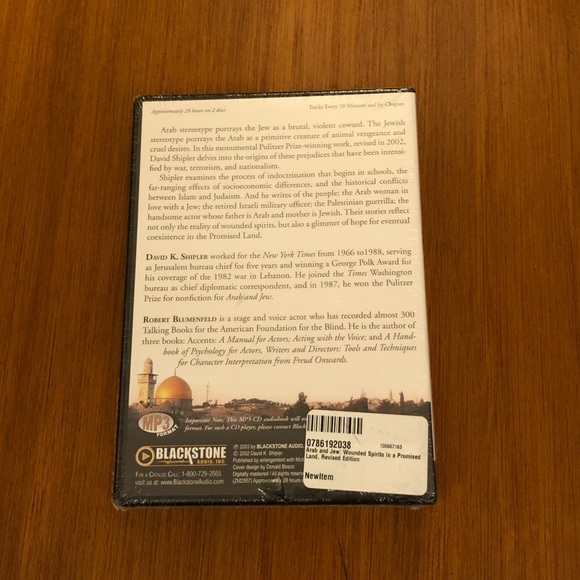 Approximately 28 hours on 2 discs
Tracks Every 10 Minutes and by Chapter
Arab stereotype portrays the Jew as a brutal, violent coward. The Jewish
stereotype portrays the Arab as a primitive creature of animal vengeance and
cruel desires. In this monumental Pulitzer Prize-winning work, revised in 2002,
David Shipler delves into the origins of these prejudices that have been intensi-
fied by war, terrorism, and nationalism.
Shipler examines the process of indoctrination that begins in schools, the
far-ranging effects of socioeconomic differences, and the historical conflicts
between Islam and Judaism. And he writes of the people: the Arab woman in
love with a Jew; the retired Israeli military officer; the Palestinian guerrilla; the
handsome actor whose father is Arab and mother is Jewish. Their stories reflect
not only the reality of wounded spirits, but also a glimmer of hope for eventual
coexistence in the Promised Land.
DAVID K. SHIPLER worked for the New York Times from 1966 to1988, serving
as Jerusalem bureau chief for five years and winning a George Polk Award for
his coverage of the 1982 war in Lebanon. He joined the Times Washington
bureau as chief diplomatic correspondent, and in 1987, he won the Pulitzer
Prize for nonfiction for Arab and Jew.
ROBERT BLUMENFELD is a stage and voice actor who has recorded almost 300
Talking Books for the American Foundation for the Blind. He is the author of
three books: Accents: A Manual for Actors; Acting with the Voice; and A Hand-
book of Psychology for Actors, Writers and Directors: Tools and Techniques
for Character Interpretation from Freud Onwards.
MP3
FORMAT
Important Note: This MP3-CD audiobook will
format. For such a CD player, please contact Black
BLACKSTONE
AUDIO, INC.
FOR A CATALOG CALL: 1-800-729-2665
visit us at. www.BlackstoneAudio.com
℗ 2003 by BLACKSTONE AUDIO,
© 2002 David K. Shipler
Published by arrangement with
Cover design by Donald Bosco
Digitally mastered / All rights
(ZM2957) Approximately 28 hours
0786192038
100667163
Arab and Jew: Wounded Spirits in a Promised
Land, Revised Edition
NewItem